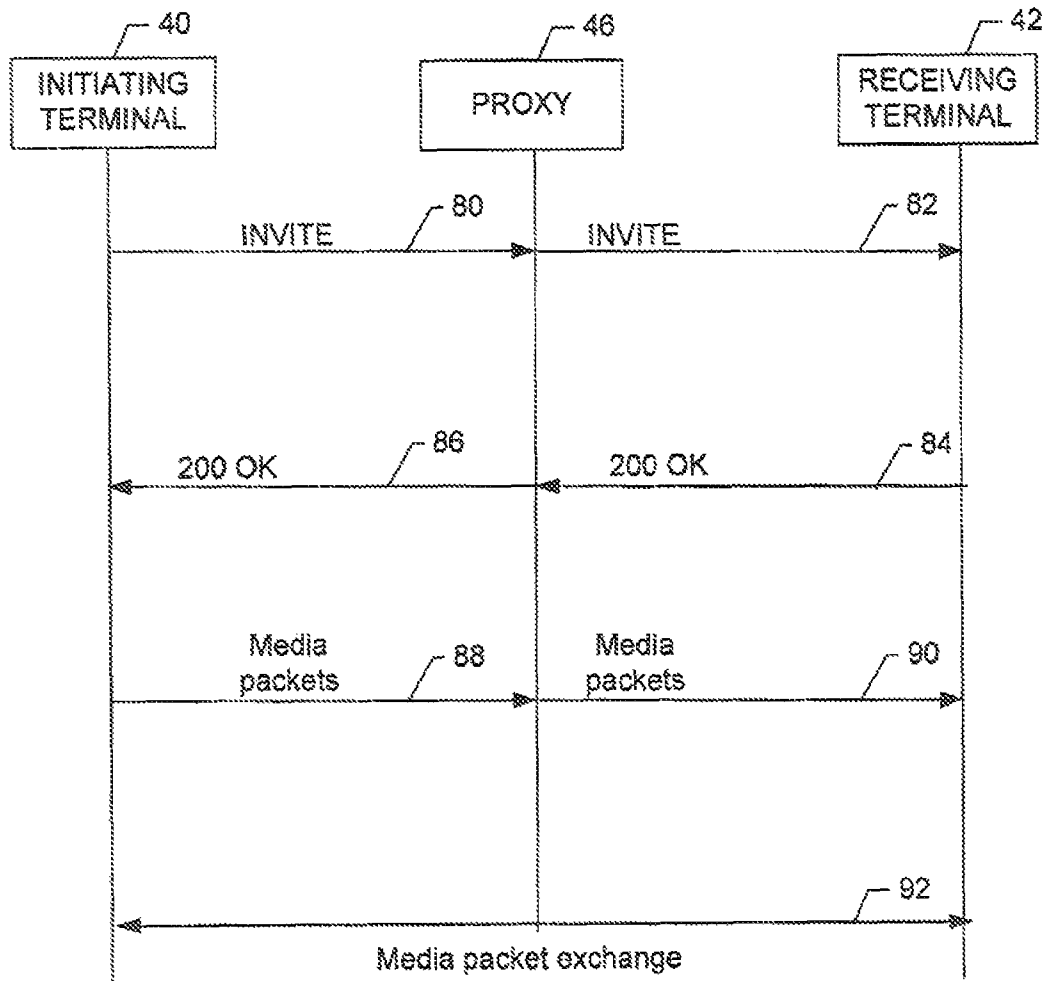 40
46
42
INITIATING
TERMINAL
PROXY
RECEIVING
TERMINAL
INVITE
80
INVITE
82
200 OK
86
200 OK
84
Media
packets
88
Media
packets
90
92
Media packet exchange